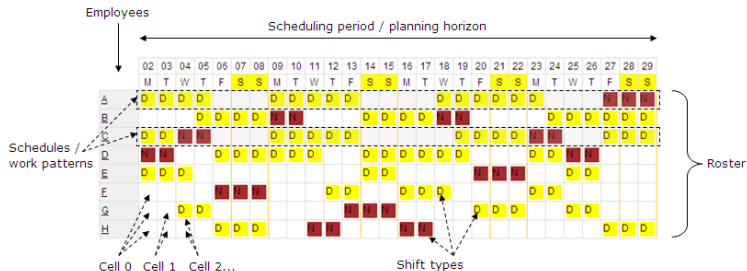 Employees
Scheduling period / planning horizon
02 03 04 05 06 07 08 09 10 11 12 13 14 15 16 17 18 19 20 21 22 23 24 25 26 27 28 29
M T W T F S S M T W T F S S M T W T F S S M T W T F S S
A D D D D D D D D D D D D D D D N N N
B D D D D N N D D D D N N D D D D D D
C D D N N D D D D D D D D D N N D D D
D N N D D D D D D D D D D D D D D N N
E D D D D D N N N D D
F N N N D D D D D D D
G D D N N N D D D D D
H D D D N N N N D D D
Schedules /
work patterns
Roster
Cell 0 Cell 1 Cell 2...
Shift types